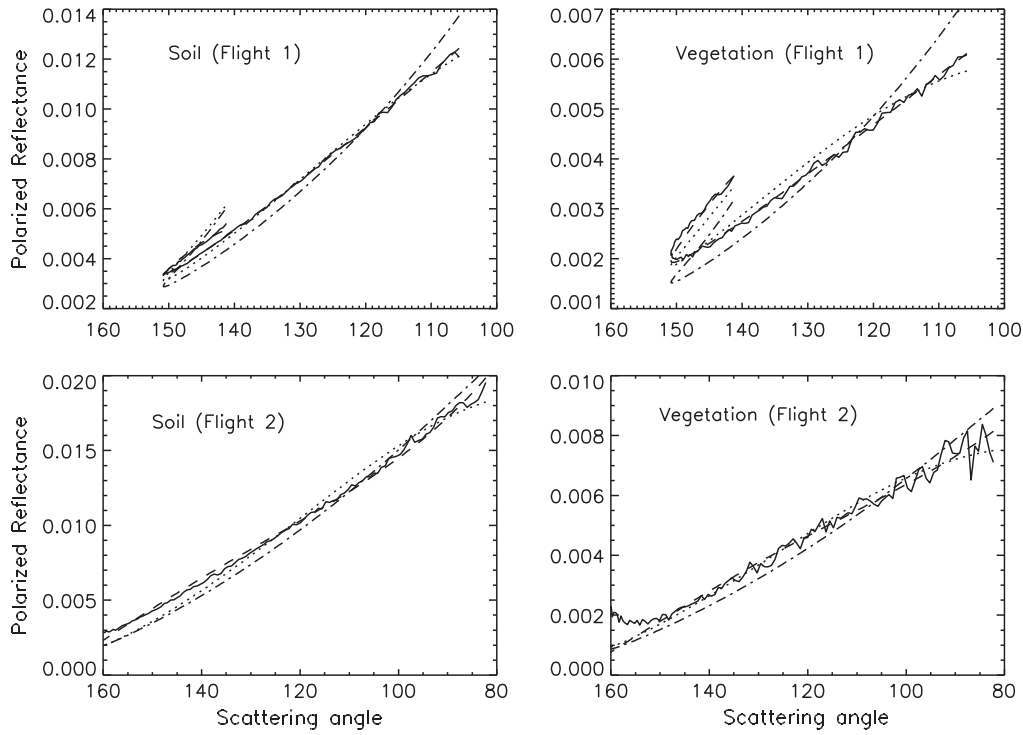 Polarized Reflectance
0.014
0.012
0.010
0.008
0.006
0.004
0.002
Soil (Flight 1)
160 150 140 130 120 110 100
0.007
0.006
0.005
0.004
0.003
0.002
0.001
Vegetation (Flight 1)
160 150 140 130 120 110 100
Polarized Reflectance
0.020
0.015
0.010
0.005
0.000
Soil (Flight 2)
160 140 120 100 80
Scattering angle
0.010
0.008
0.006
0.004
0.002
0.000
Vegetation (Flight 2)
160 140 120 100 80
Scattering angle